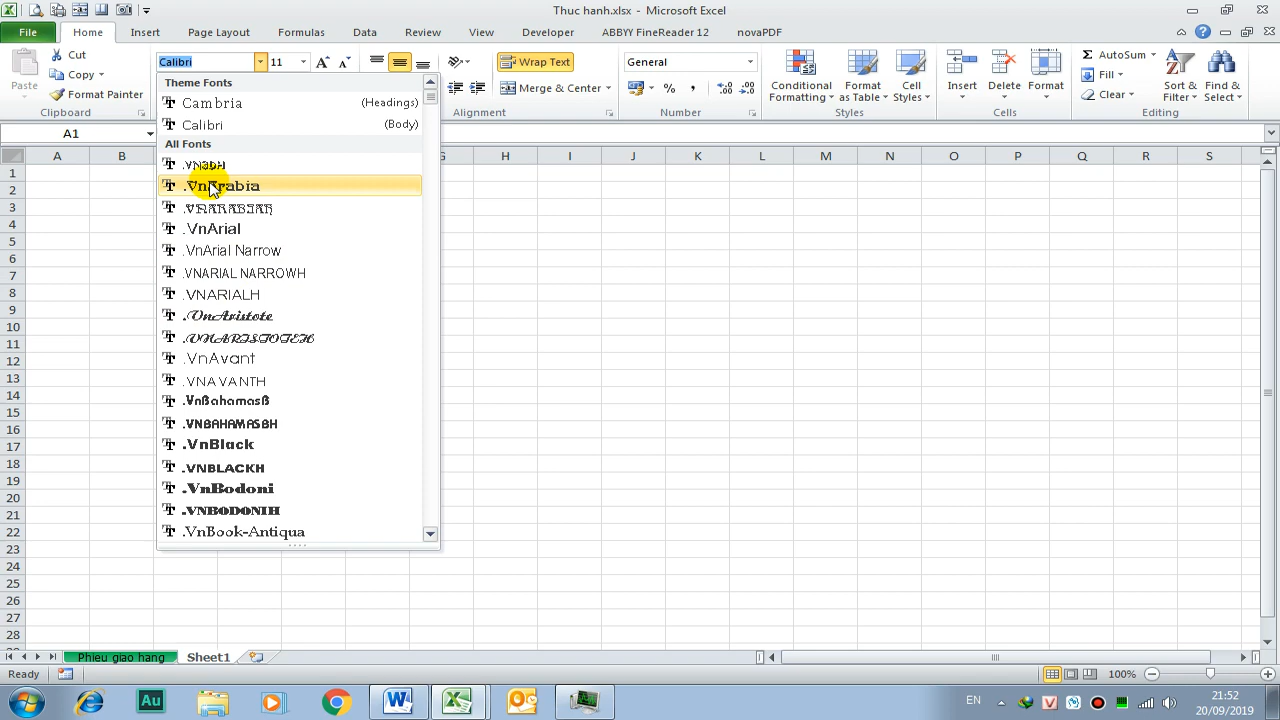 Thuc hanh.xlsx - Microsoft Excel
File Home Insert Page Layout Formulas Data Review View Developer ABBYY FineReader 12 novaPDF
Paste
Cut
Copy
Format Painter
Clipboard
Calibri 11
Theme Fonts
Cambria (Headings)
Calibri (Body)
All Fonts
.VnArabia
.VNARABIAH
.VnArial
.VnArial Narrow
.VNARIAL NARROWH
.VNARIALH
.VnAristote
.VNARISTOTEH
.VnAvant
.VNAVANTH
.VnBahamasB
.VNBAHAMASBH
.VnBlack
.VNBLACKH
.VnBodoni
.VNBODONIH
.VnBook-Antiqua
Wrap Text
Merge & Center
Alignment
General
% ,
Number
Conditional Formatting
Format as Table
Cell Styles
Styles
Insert Delete Format
Cells
AutoSum
Fill
Clear
Sort & Filter
Find & Select
Editing
A1
A B G H I J K L M N O P Q R S
1
2
3
4
5
6
7
8
9
10
11
12
13
14
15
16
17
18
19
20
21
22
23
24
25
26
27
28
Phieu giao hang Sheet1
Ready 100%
EN 21:52
20/09/2019